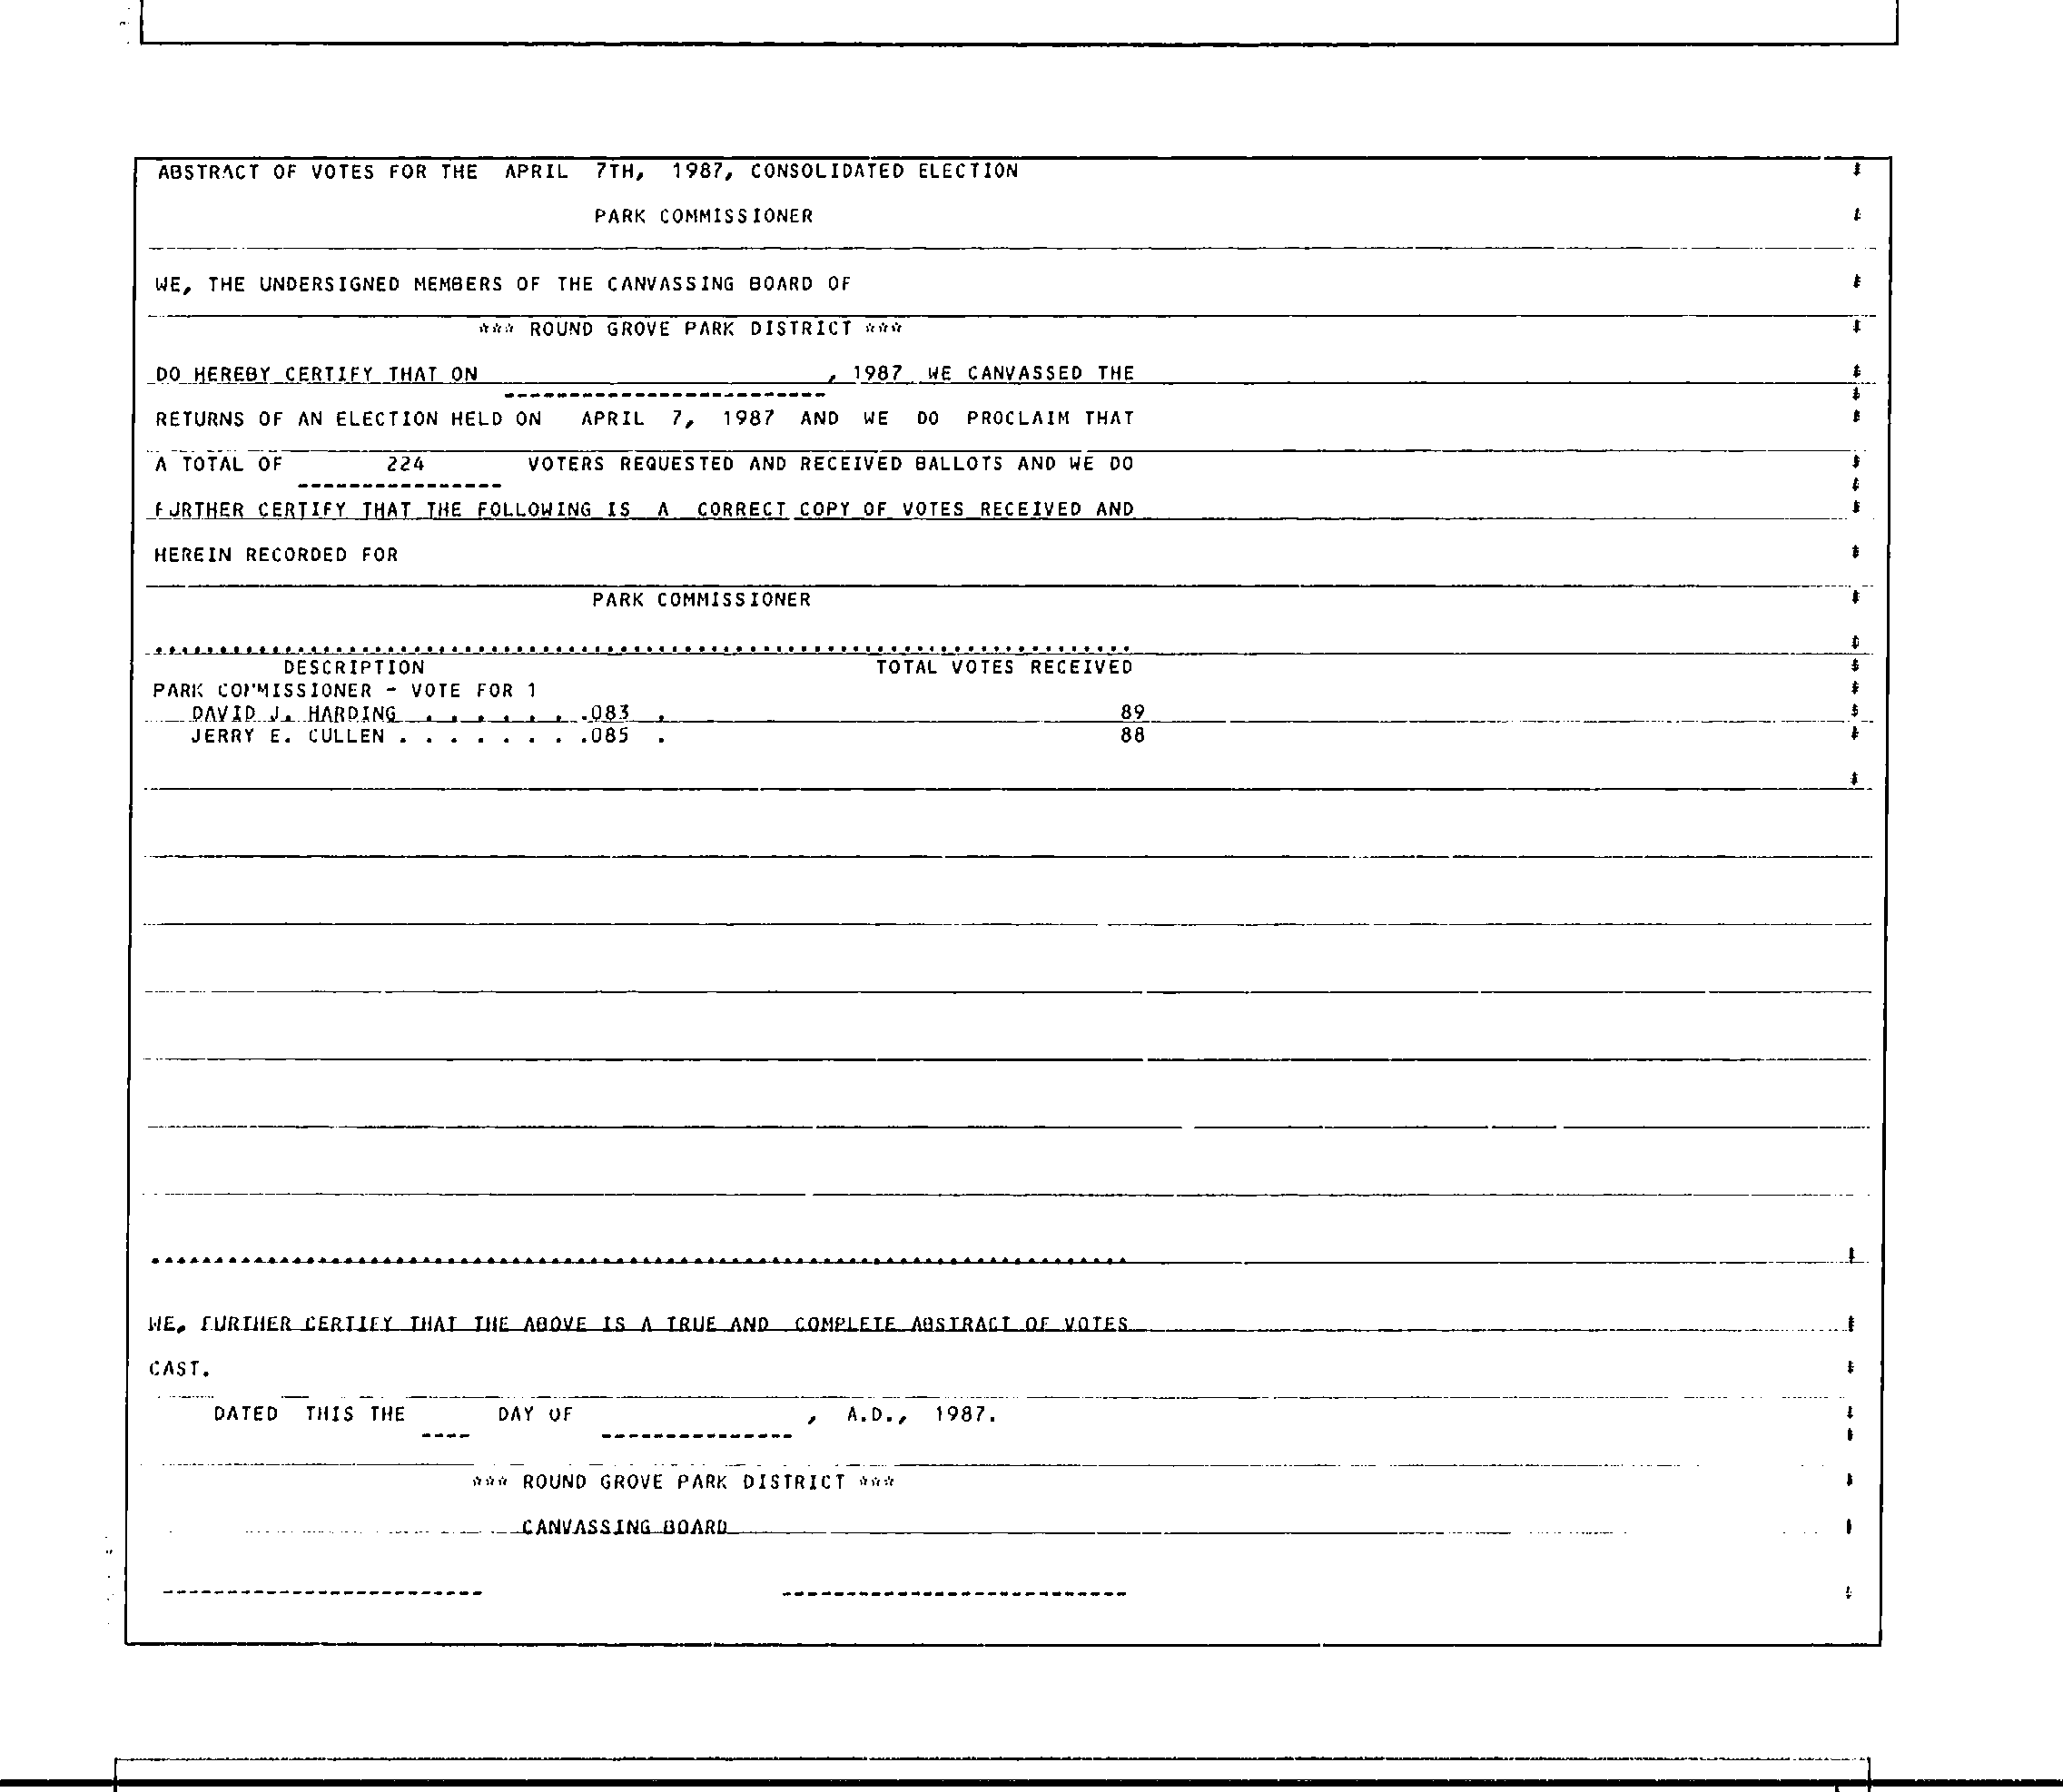 ABSTRACT OF VOTES FOR THE APRIL 7TH, 1987, CONSOLIDATED ELECTION
PARK COMMISSIONER
WE, THE UNDERSIGNED MEMBERS OF THE CANVASSING BOARD OF
*** ROUND GROVE PARK DISTRICT ***
DO HEREBY CERTIFY THAT ON , 1987 WE CANVASSED THE
-------------------------
RETURNS OF AN ELECTION HELD ON APRIL 7, 1987 AND WE DO PROCLAIM THAT
A TOTAL OF 224 VOTERS REQUESTED AND RECEIVED BALLOTS AND WE DO
----------------
FURTHER CERTIFY THAT THE FOLLOWING IS A CORRECT COPY OF VOTES RECEIVED AND
HEREIN RECORDED FOR
PARK COMMISSIONER
DESCRIPTION TOTAL VOTES RECEIVED
PARK COMMISSIONER - VOTE FOR 1
DAVID J. HARDING . . . . . . . .083 . 89
JERRY E. CULLEN . . . . . . . .085 . 88
WE, FURTHER CERTIFY THAT THE ABOVE IS A TRUE AND COMPLETE ABSTRACT OF VOTES
CAST.
DATED THIS THE DAY OF , A.D., 1987.
---- ---------------
*** ROUND GROVE PARK DISTRICT ***
CANVASSING BOARD
------------------------- ---------------------------